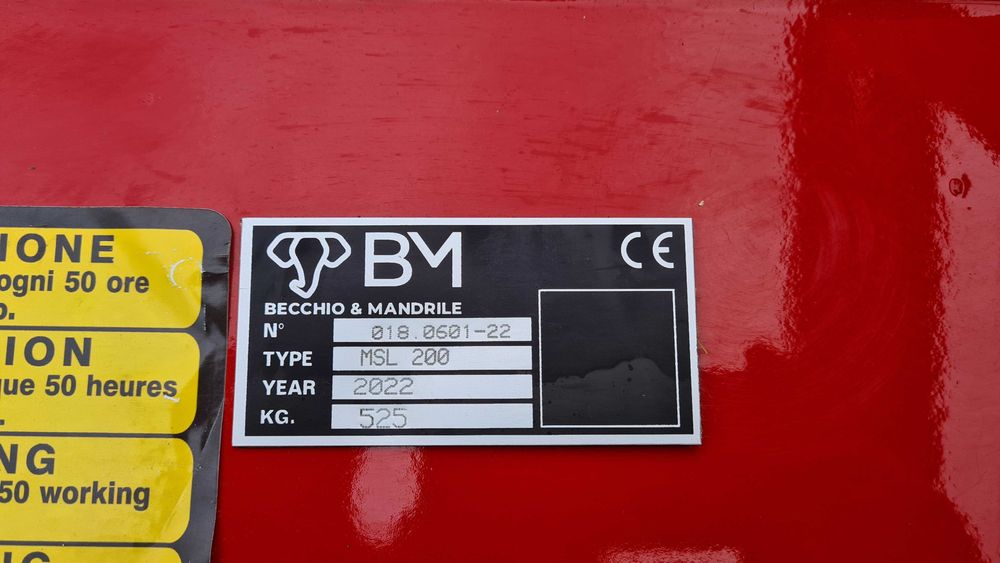 IONE
ogni 50 ore
o.
ION
que 50 heures
NG
50 working
BM
CE
BECCHIO & MANDRILE
N° 018.0601-22
TYPE MSL 200
YEAR 2022
KG. 525